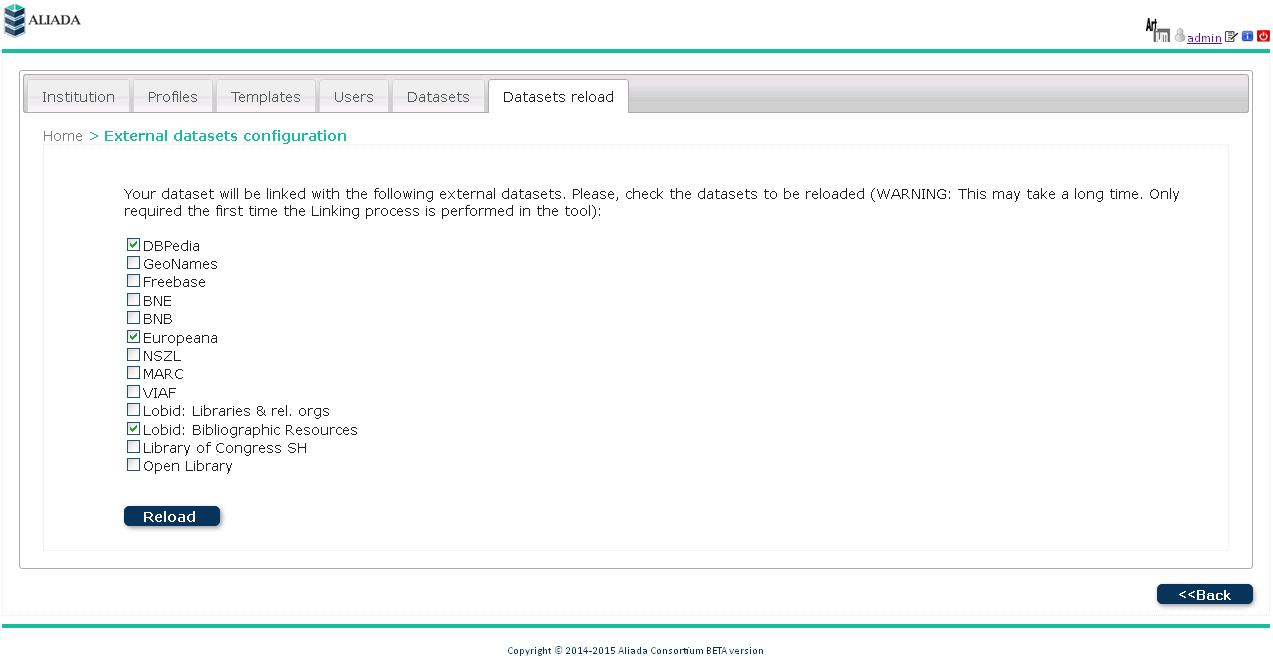 ALIADA
Art
admin
Institution
Profiles
Templates
Users
Datasets
Datasets reload
Home > External datasets configuration
Your dataset will be linked with the following external datasets. Please, check the datasets to be reloaded (WARNING: This may take a long time. Only
required the first time the Linking process is performed in the tool):
DBPedia
GeoNames
Freebase
BNE
BNB
Europeana
NSZL
MARC
VIAF
Lobid: Libraries & rel. orgs
Lobid: Bibliographic Resources
Library of Congress SH
Open Library
Reload
<<Back
Copyright © 2014-2015 Aliada Consortium BETA version